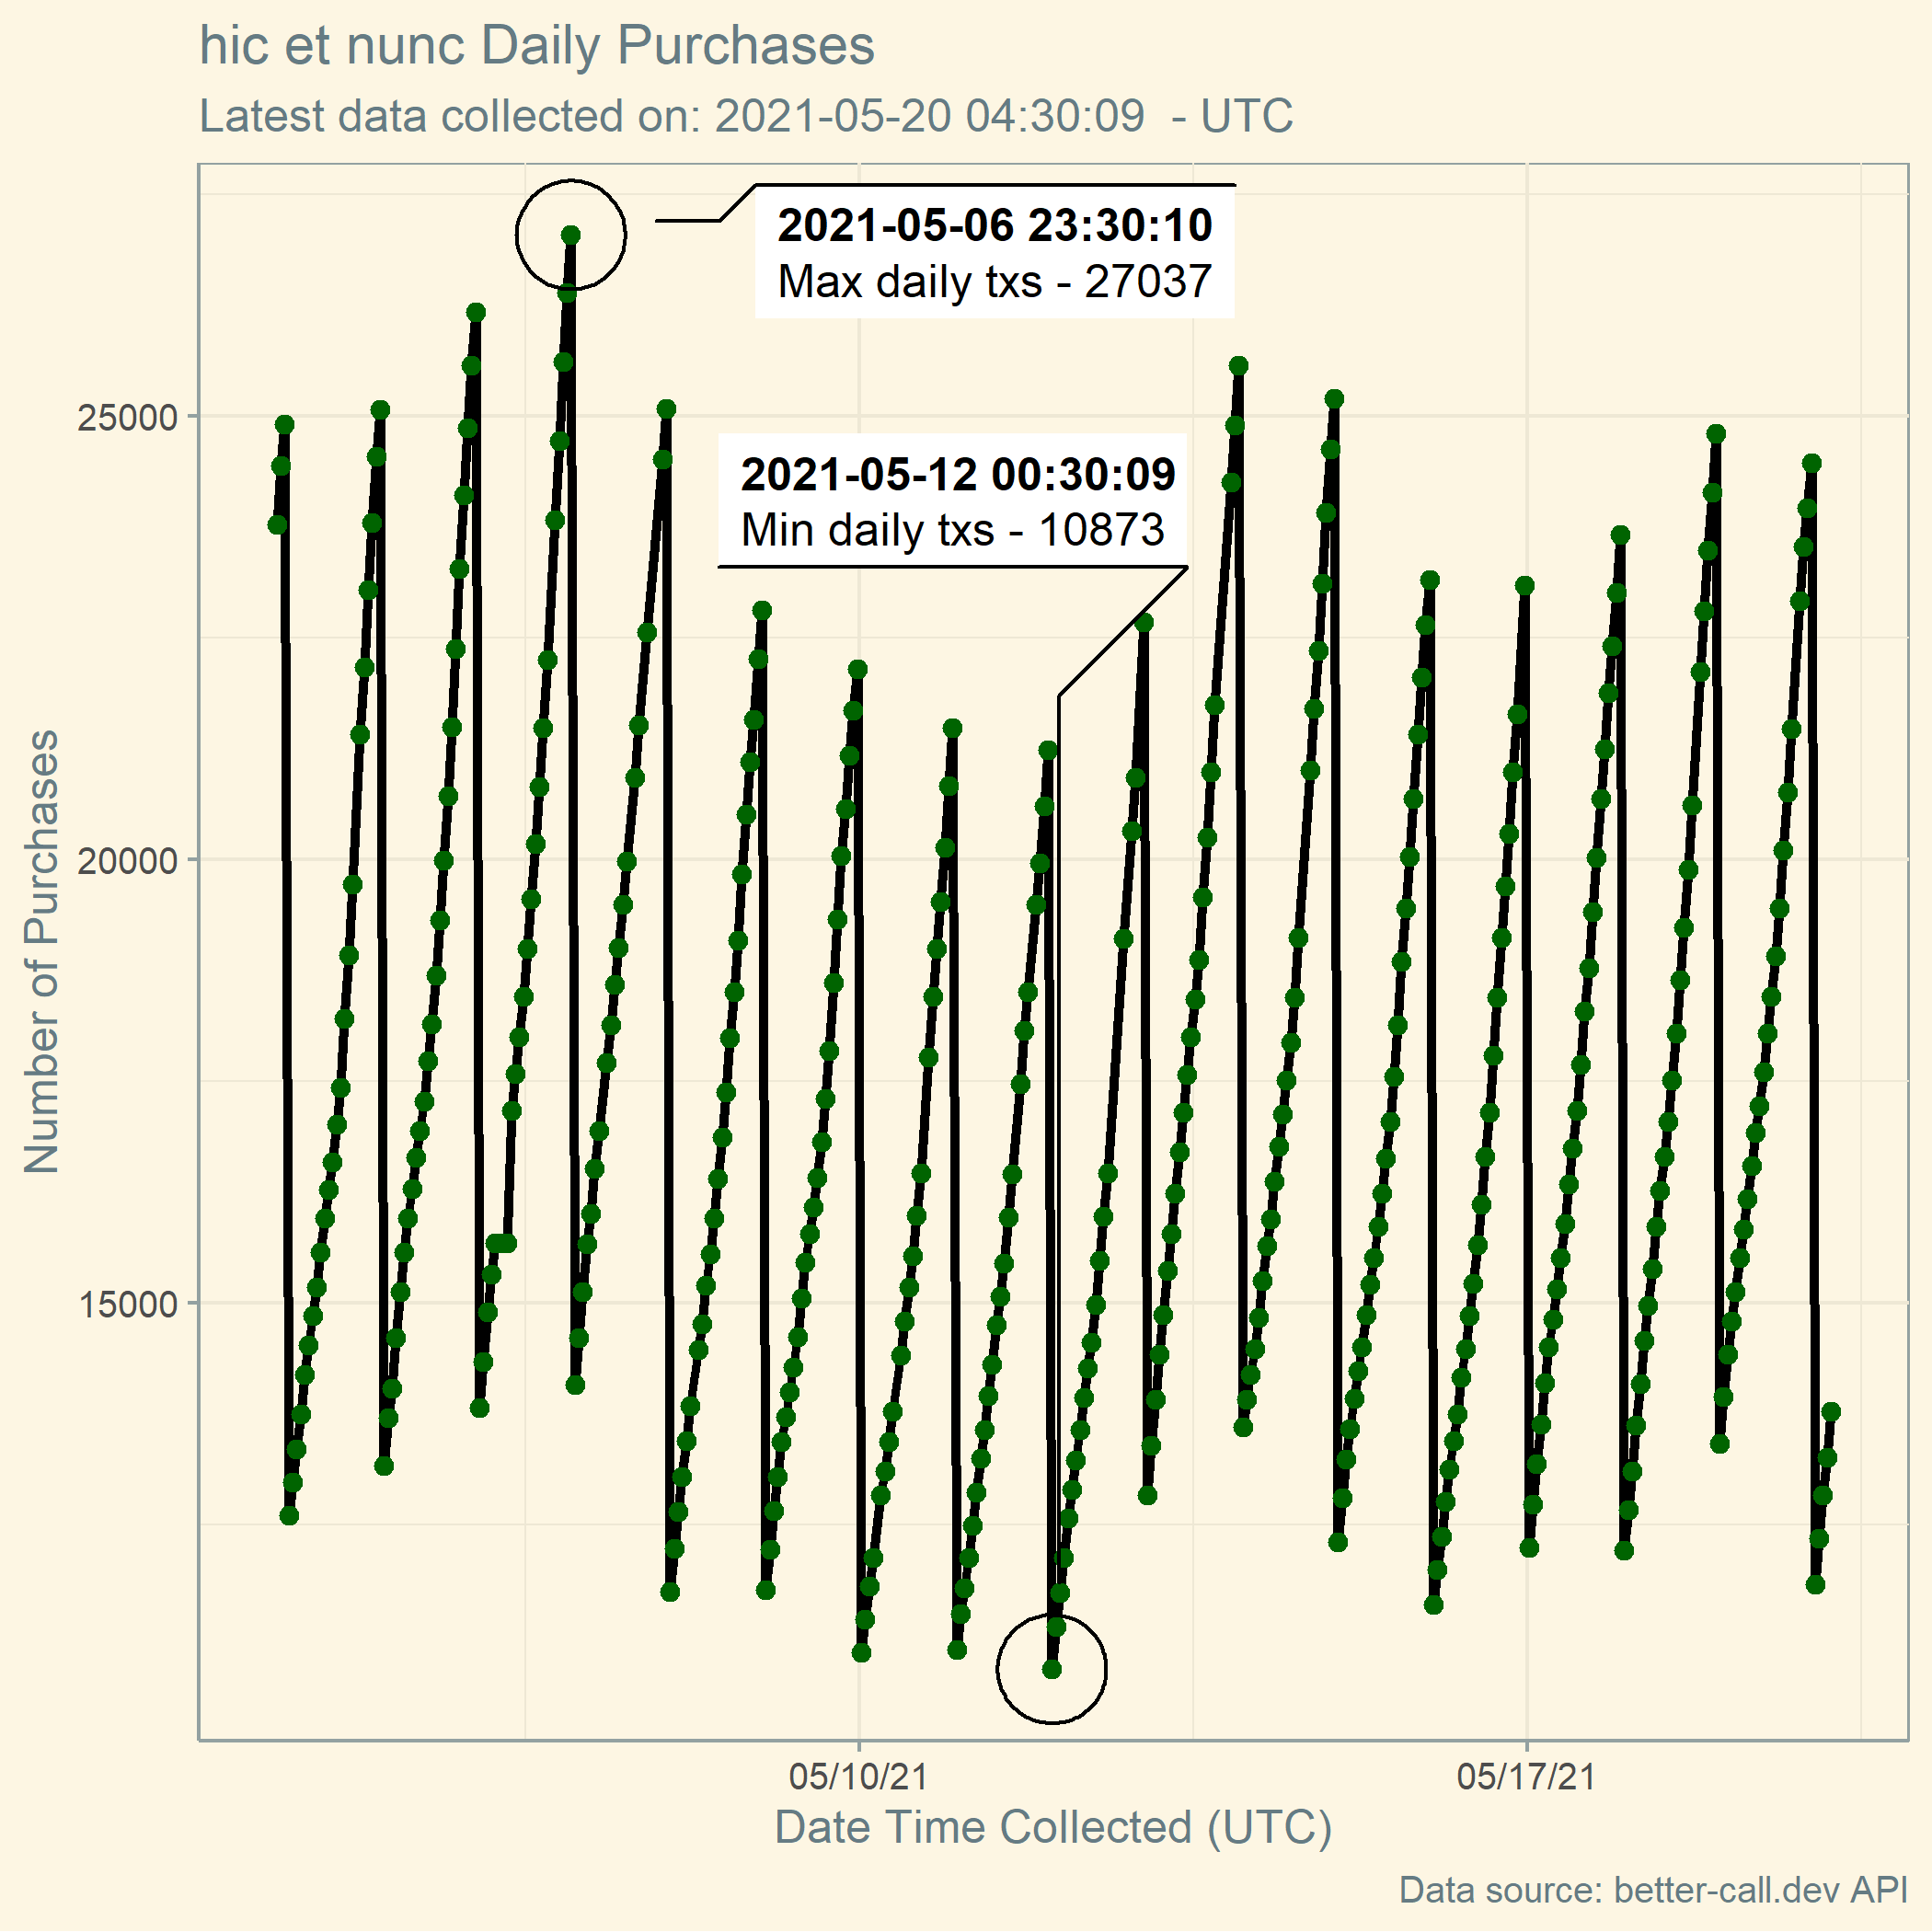 hic et nunc Daily Purchases
Latest data collected on: 2021-05-20 04:30:09  - UTC
2021-05-06 23:30:10
Max daily txs - 27037
2021-05-12 00:30:09
Min daily txs - 10873
Number of Purchases
25000
20000
15000
05/10/21
05/17/21
Date Time Collected (UTC)
Data source: better-call.dev API